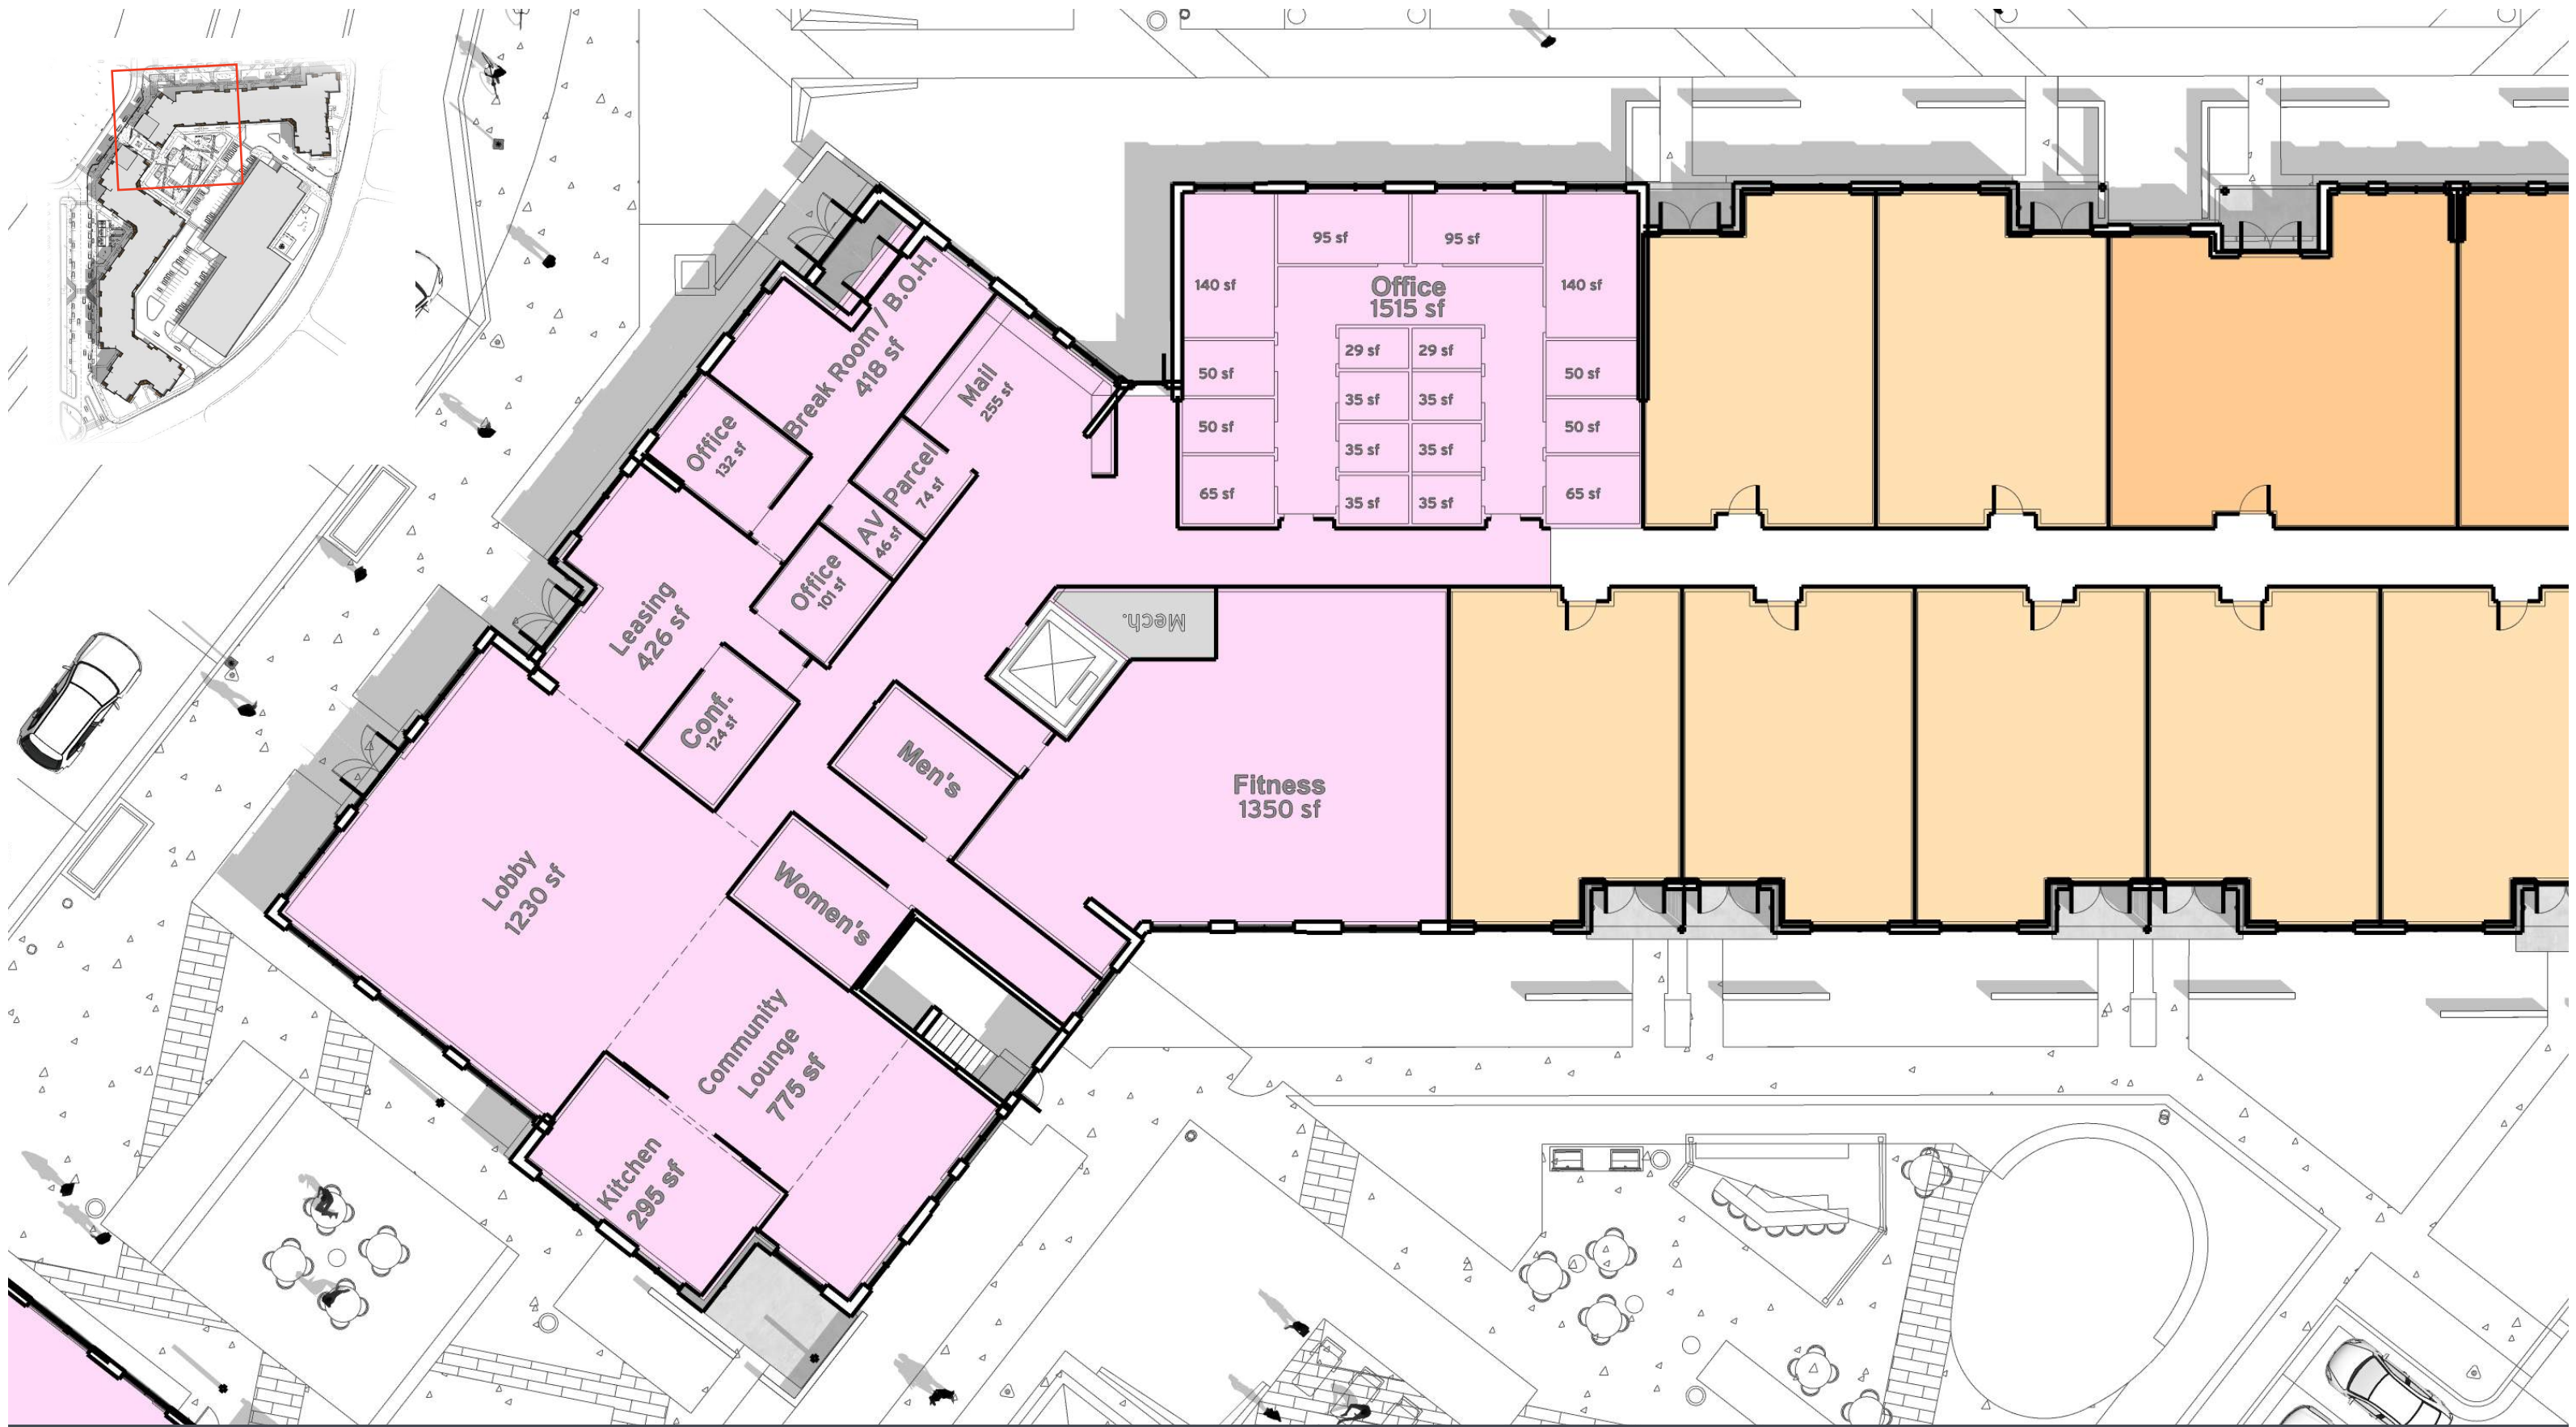 95 sf
95 sf
140 sf
Office
1515 sf
140 sf
29 sf
29 sf
50 sf
35 sf
35 sf
50 sf
50 sf
35 sf
35 sf
50 sf
65 sf
35 sf
35 sf
65 sf
Break Room / B.O.H.
418 sf
Mail
255 sf
Office
132 sf
Parcel
74 sf
AV
46 sf
Office
101 sf
Leasing
426 sf
Mech.
Conf.
124 sf
Men's
Fitness
1350 sf
Lobby
1230 sf
Women's
Community
Lounge
775 sf
Kitchen
295 sf